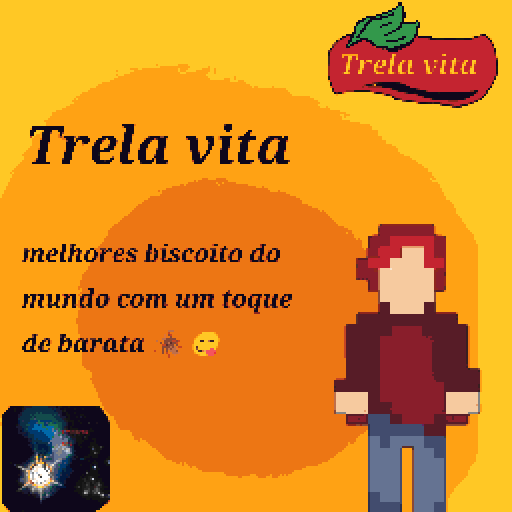 Trela vita
Trela vita
melhores biscoito do
mundo com um toque
de barata 🪳 😋